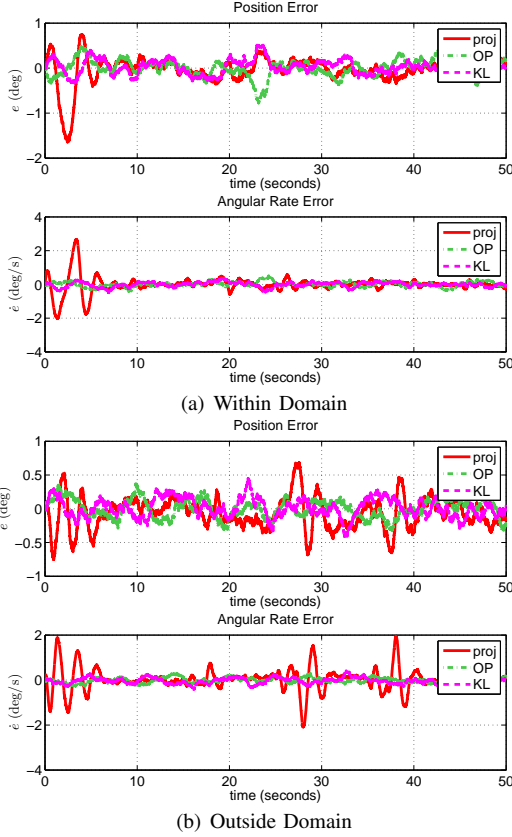 Position Error
1
0
−1
−2
e (deg)
proj
OP
KL
0 10 20 30 40 50
time (seconds)
Angular Rate Error
4
2
0
−2
−4
ė (deg/s)
proj
OP
KL
0 10 20 30 40 50
time (seconds)
(a) Within Domain
Position Error
1
0.5
0
−0.5
−1
e (deg)
proj
OP
KL
0 10 20 30 40 50
time (seconds)
Angular Rate Error
2
0
−2
−4
ė (deg/s)
proj
OP
KL
0 10 20 30 40 50
time (seconds)
(b) Outside Domain